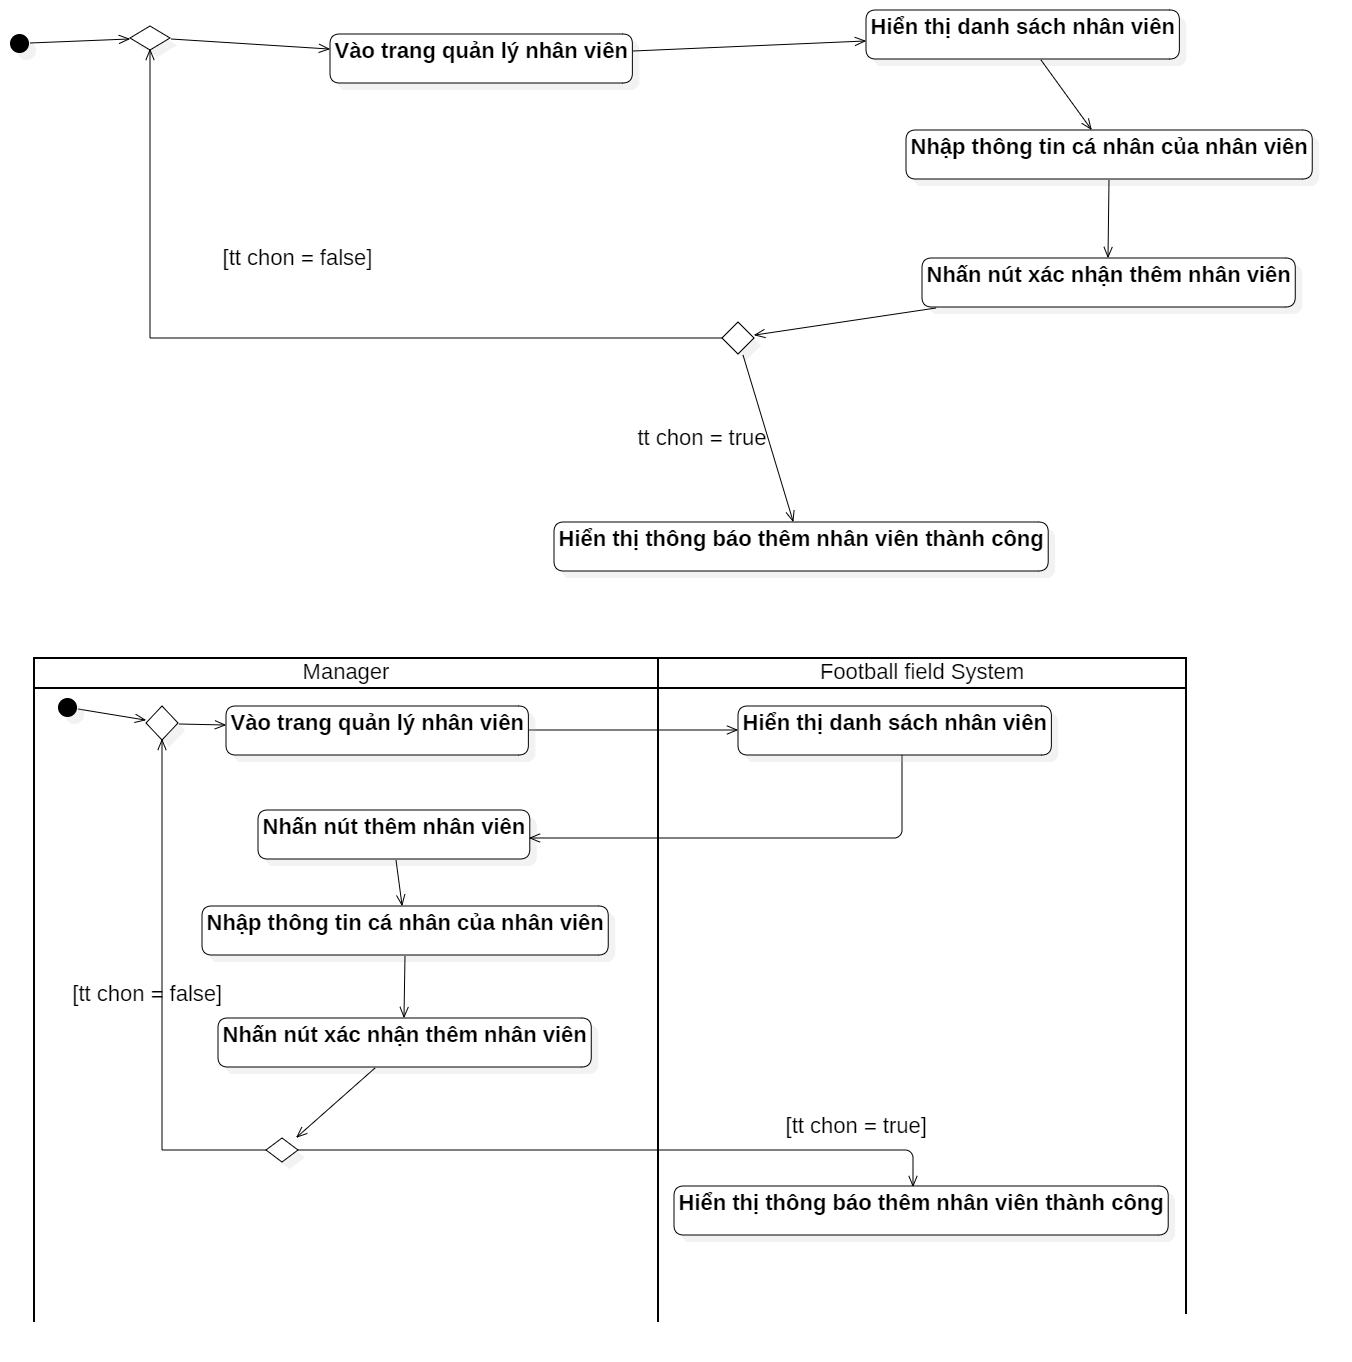 Hiển thị danh sách nhân viên
Vào trang quản lý nhân viên
Nhập thông tin cá nhân của nhân viên
[tt chon = false]
Nhấn nút xác nhận thêm nhân viên
tt chon = true
Hiển thị thông báo thêm nhân viên thành công
Manager
Football field System
Vào trang quản lý nhân viên
Hiển thị danh sách nhân viên
Nhấn nút thêm nhân viên
Nhập thông tin cá nhân của nhân viên
[tt chon = false]
Nhấn nút xác nhận thêm nhân viên
[tt chon = true]
Hiển thị thông báo thêm nhân viên thành công